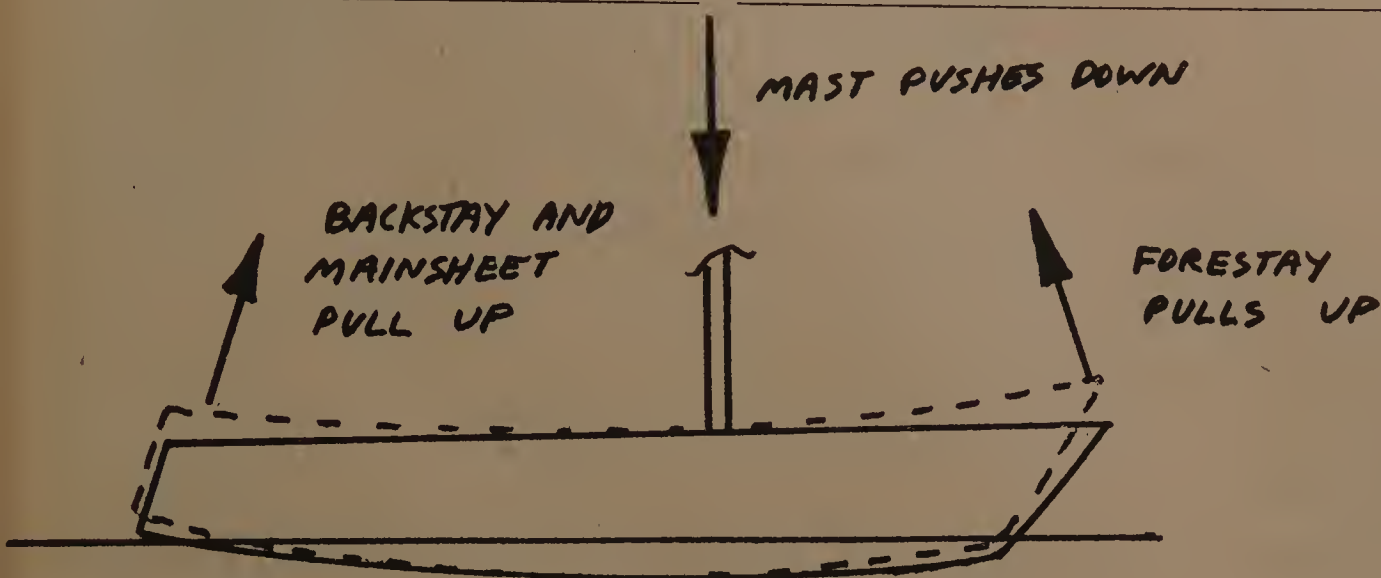 MAST PUSHES DOWN
BACKSTAY AND
MAINSHEET
PULL UP
FORESTAY
PULLS UP